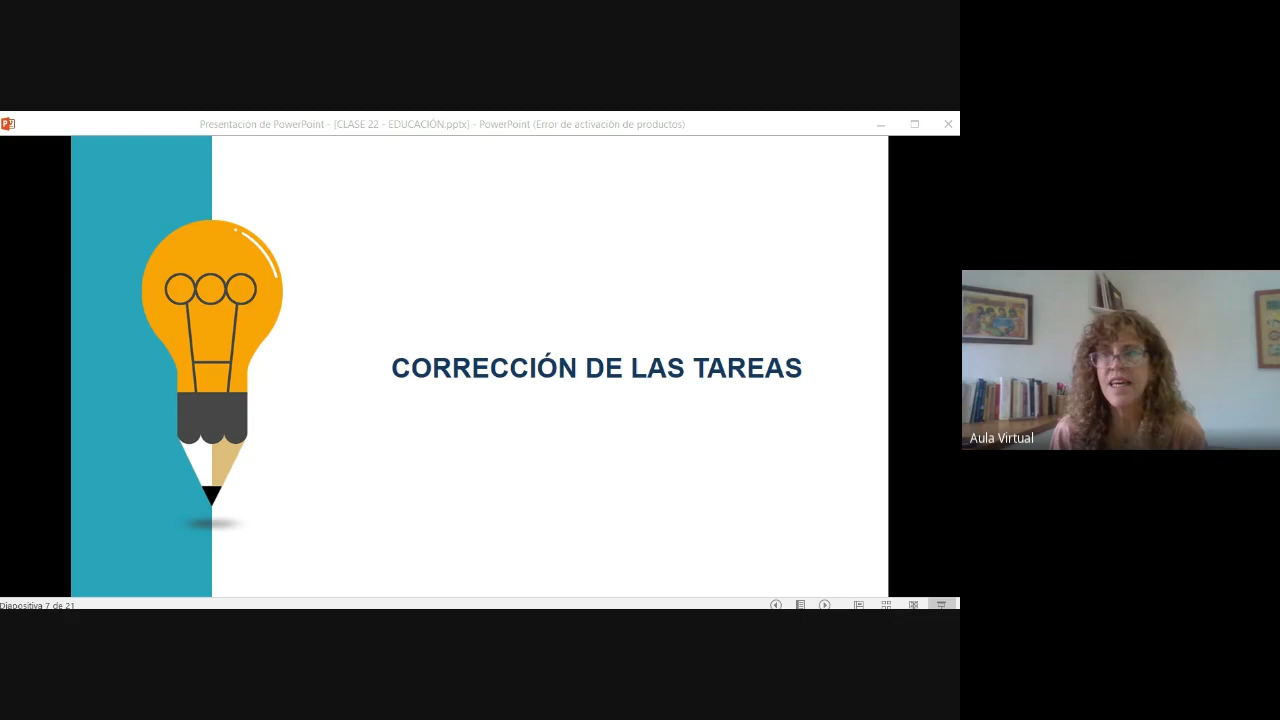 Presentación de PowerPoint - [CLASE 22 - EDUCACIÓN.pptx] - PowerPoint (Error de activación de productos)
CORRECCIÓN DE LAS TAREAS
Aula Virtual
Diapositiva 7 de 21